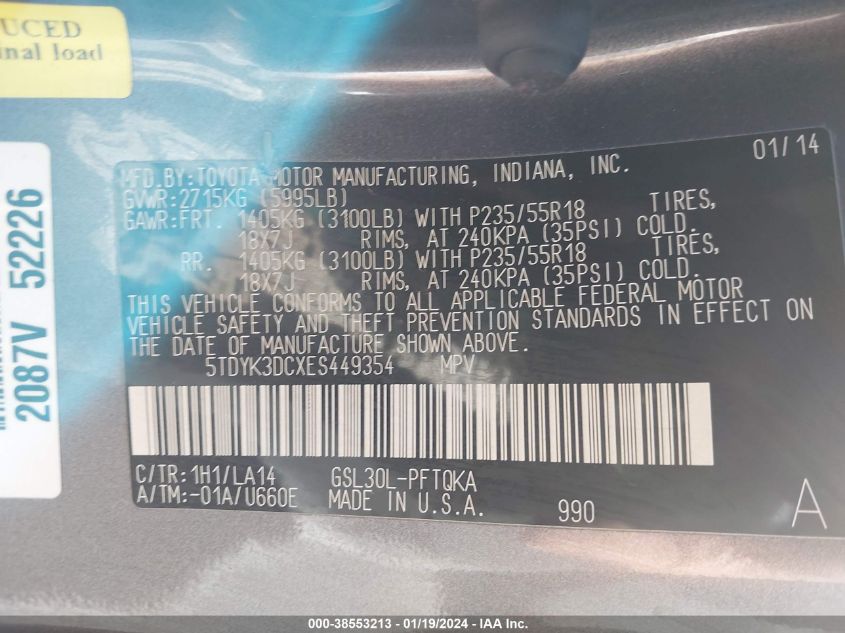 UCED
inal load
2087V 52226
01/14
MFD.BY:TOYOTA MOTOR MANUFACTURING, INDIANA, INC.
GVWR:2715KG (5995LB)
GAWR:FRT. 1405KG (3100LB) WITH P235/55R18 TIRES,
18X7J RIMS, AT 240KPA (35PSI) COLD.
RR. 1405KG (3100LB) WITH P235/55R18 TIRES,
18X7J RIMS, AT 240KPA (35PSI) COLD.
THIS VEHICLE CONFORMS TO ALL APPLICABLE FEDERAL MOTOR
VEHICLE SAFETY AND THEFT PREVENTION STANDARDS IN EFFECT ON
THE DATE OF MANUFACTURE SHOWN ABOVE.
5TDYK3DCXES449354 MPV
C/TR:1H1/LA14 GSL30L-PFTQKA
A/TM:-01A/U660E MADE IN U.S.A. 990 A
000-38553213 - 01/19/2024 - IAA Inc.